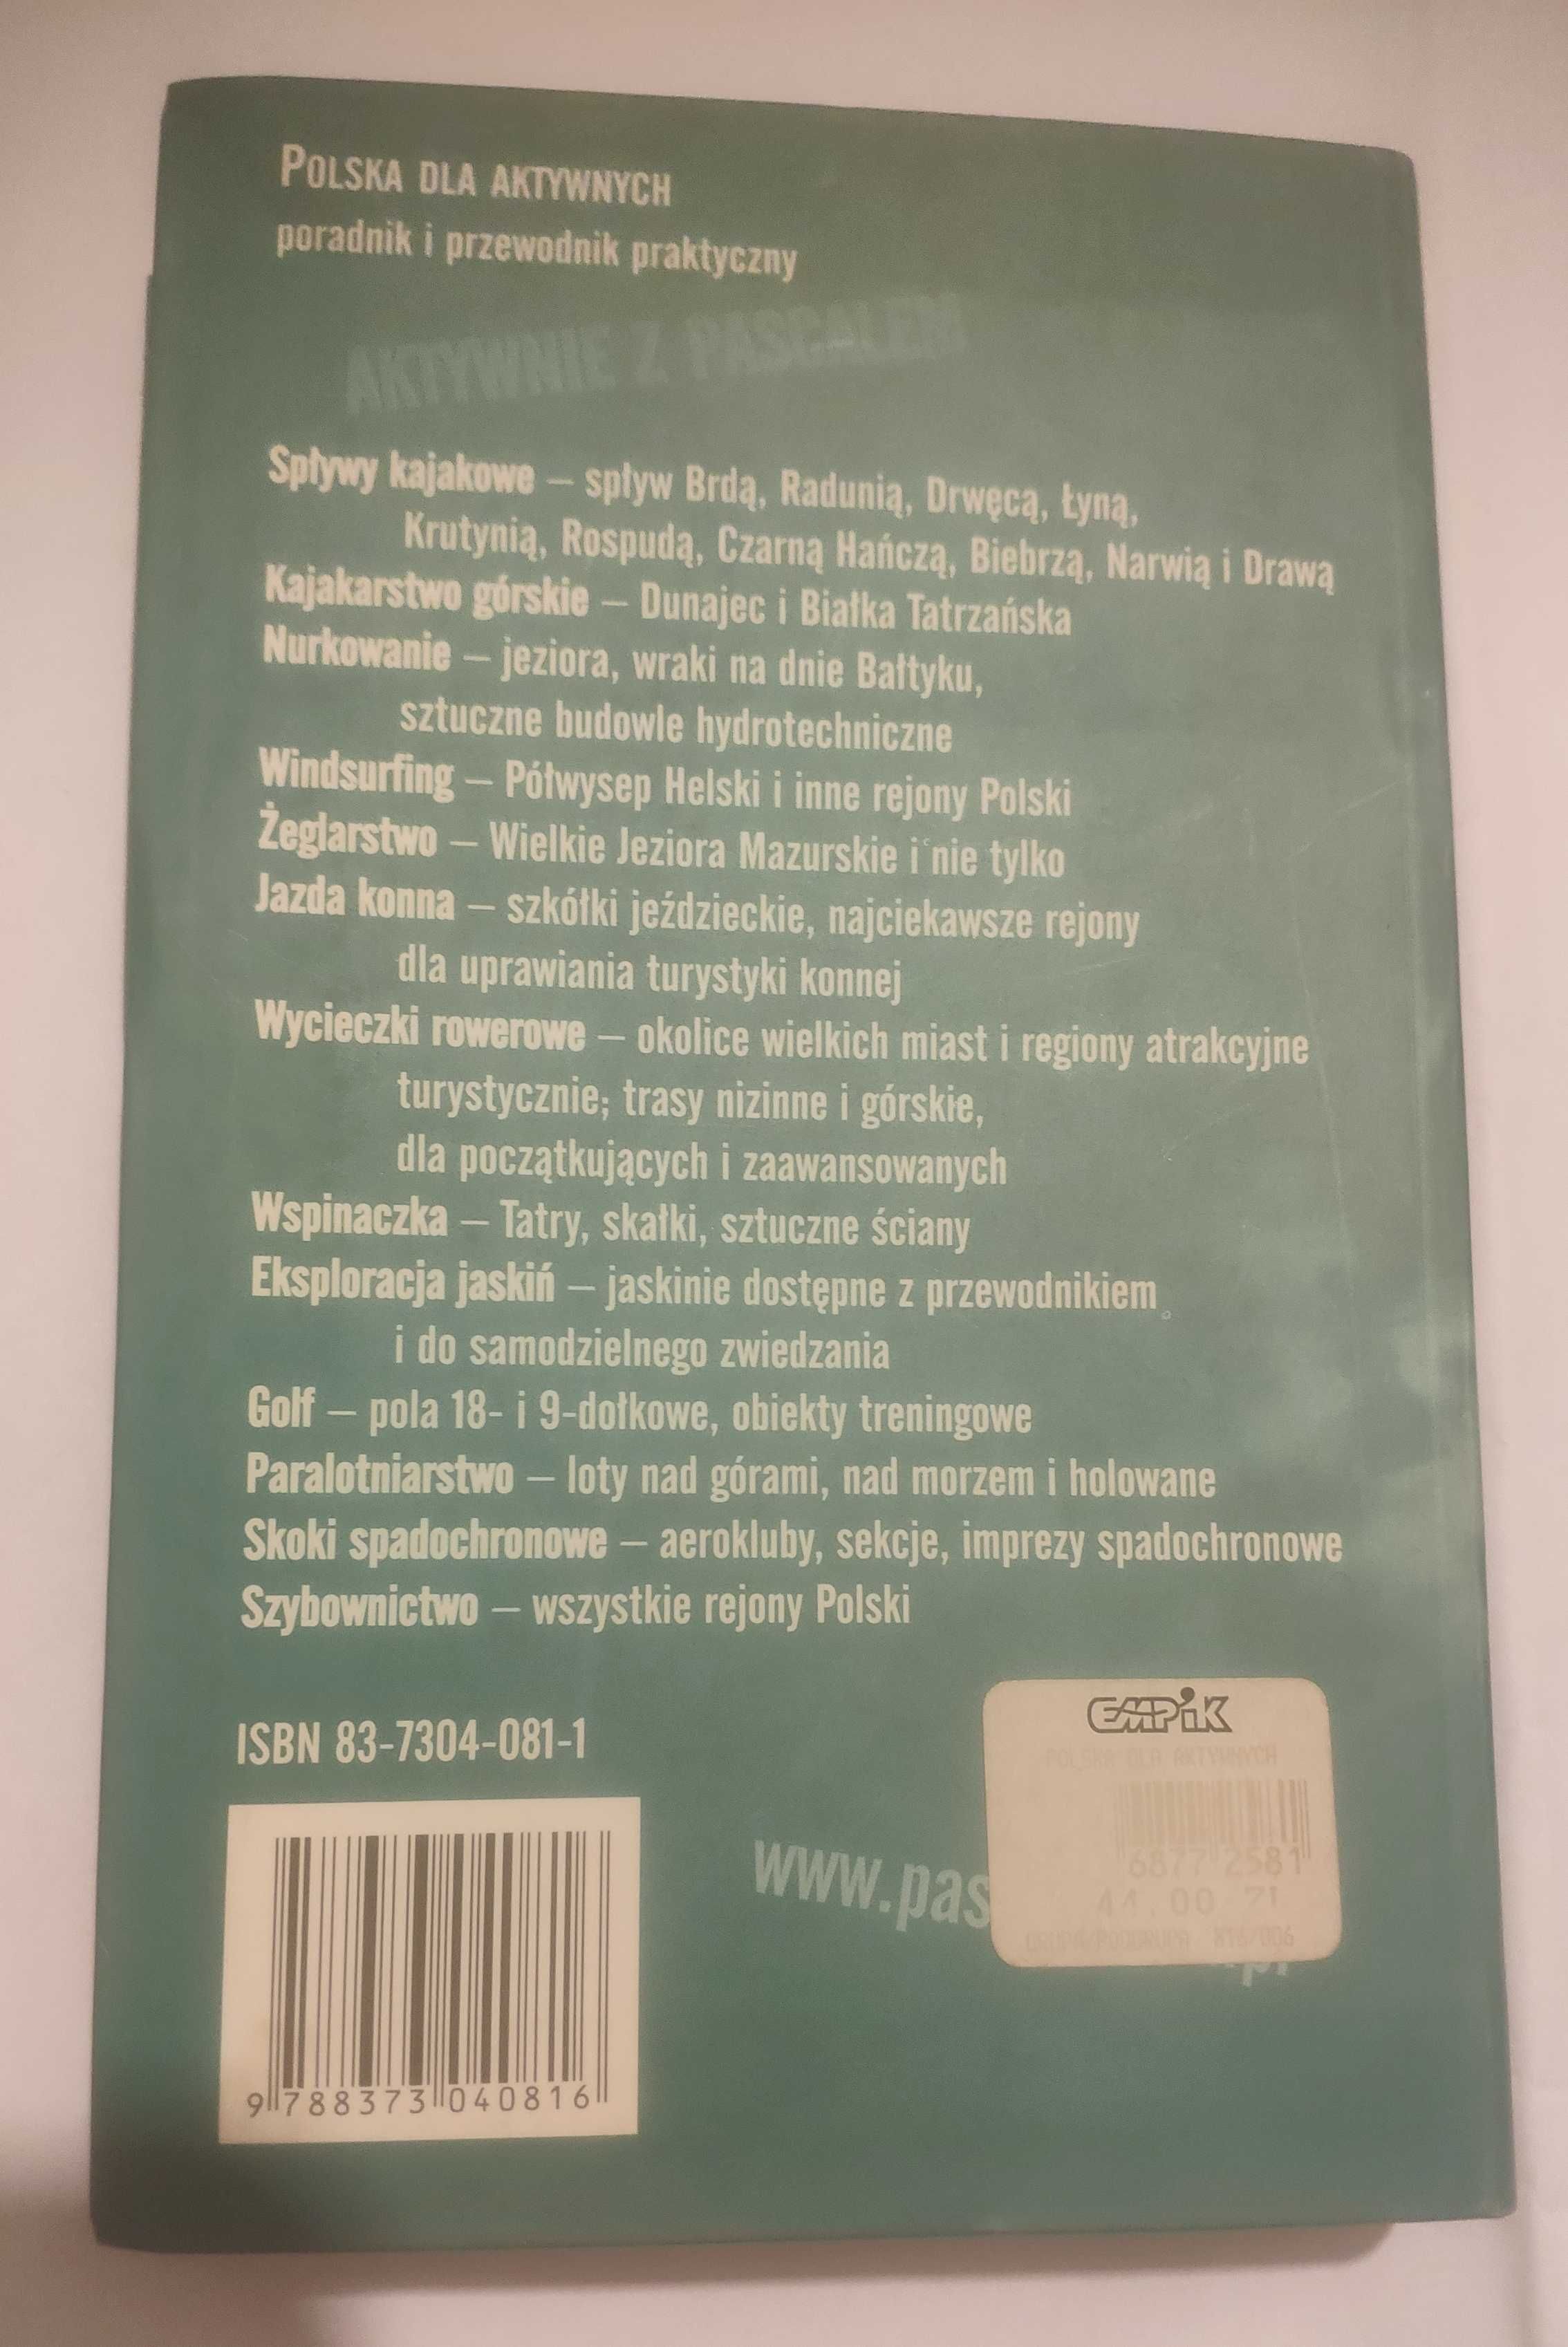 POLSKA DLA AKTYWNYCH
poradnik i przewodnik praktyczny
AKTYWNIE Z PASCALEM
Spływy kajakowe – spływ Brdą, Radunią, Drwęcą, Łyną,
Krutynią, Rospudą, Czarną Hańczą, Biebrzą, Narwią i Drawą
Kajakarstwo górskie – Dunajec i Białka Tatrzańska
Nurkowanie – jeziora, wraki na dnie Bałtyku,
sztuczne budowle hydrotechniczne
Windsurfing – Półwysep Helski i inne rejony Polski
Żeglarstwo – Wielkie Jeziora Mazurskie i nie tylko
Jazda konna – szkółki jeździeckie, najciekawsze rejony
dla uprawiania turystyki konnej
Wycieczki rowerowe – okolice wielkich miast i regiony atrakcyjne
turystycznie; trasy nizinne i górskie,
dla początkujących i zaawansowanych
Wspinaczka – Tatry, skałki, sztuczne ściany
Eksploracja jaskiń – jaskinie dostępne z przewodnikiem
i do samodzielnego zwiedzania
Golf – pola 18- i 9-dołkowe, obiekty treningowe
Paralotniarstwo – loty nad górami, nad morzem i holowane
Skoki spadochronowe – aerokluby, sekcje, imprezy spadochronowe
Szybownictwo – wszystkie rejony Polski
ISBN 83-7304-081-1
EMPiK
POLSKA DLA AKTYWNYCH
6877 2581
44.00 Zł
www.pas
.pl
9 788373 040816